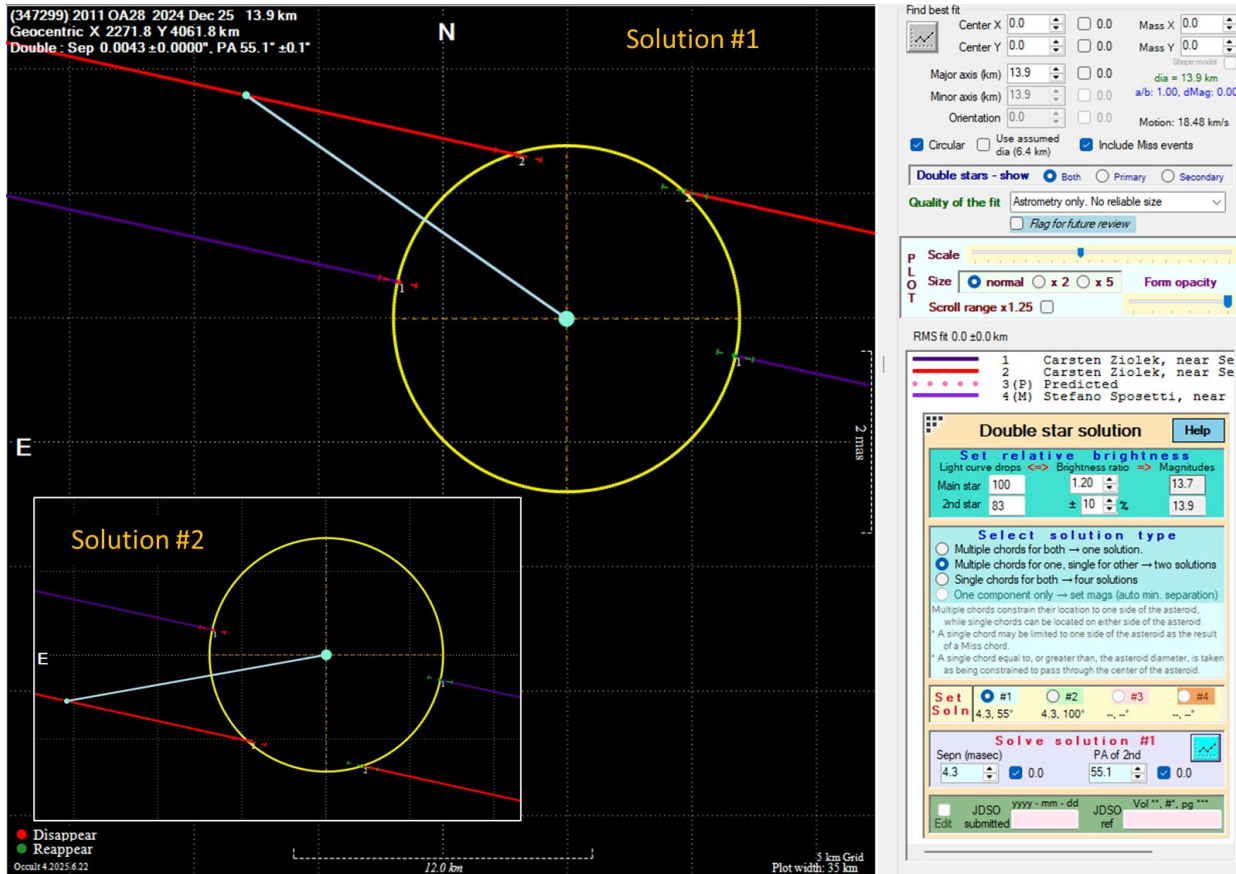 (347299) 2011 OA28 2024 Dec 25 13.9 km
Geocentric X 2271.8 Y 4061.8 km
Double : Sep 0.0043 ±0.0000", PA 55.1° ±0.1°
N
Solution #1
2
2
1
1
E
2 mas
Solution #2
1
E
1
2
2
Disappear
Reappear
Occult 4.2025.6.22
12.0 km
5 km Grid
Plot width: 35 km
Find best fit
Center X 0.0 0.0 Mass X 0.0
Center Y 0.0 0.0 Mass Y 0.0
Shape model
Major axis (km) 13.9 0.0 dia = 13.9 km
Minor axis (km) 13.9 0.0 a/b: 1.00, dMag: 0.00
Orientation 0.0 0.0 Motion: 18.48 km/s
Circular Use assumed dia (6.4 km) Include Miss events
Double stars - show Both Primary Secondary
Quality of the fit Astrometry only. No reliable size
Flag for future review
PLOT
Scale
Size normal x 2 x 5 Form opacity
Scroll range x1.25
RMS fit 0.0 ±0.0 km
1 Carsten Ziolek, near Se
2 Carsten Ziolek, near Se
3(P) Predicted
4(M) Stefano Sposetti, near
Double star solution Help
Set relative brightness
Light curve drops <=> Brightness ratio => Magnitudes
Main star 100 1.20 13.7
2nd star 83 ± 10 % 13.9
Select solution type
Multiple chords for both → one solution.
Multiple chords for one, single for other → two solutions
Single chords for both → four solutions
One component only → set mags (auto min. separation)
Multiple chords constrain their location to one side of the asteroid,
while single chords can be located on either side of the asteroid
* A single chord may be limited to one side of the asteroid as the result
of a Miss chord.
* A single chord equal to, or greater than, the asteroid diameter, is taken
as being constrained to pass through the center of the asteroid.
Set Soln
#1 #2 #3 #4
4.3, 55° 4.3, 100° --, --° --, --°
Solve solution #1
Sepn (masec) PA of 2nd
4.3 0.0 55.1 0.0
Edit JDSO submitted yyyy - mm - dd JDSO ref Vol **, #*, pg ***